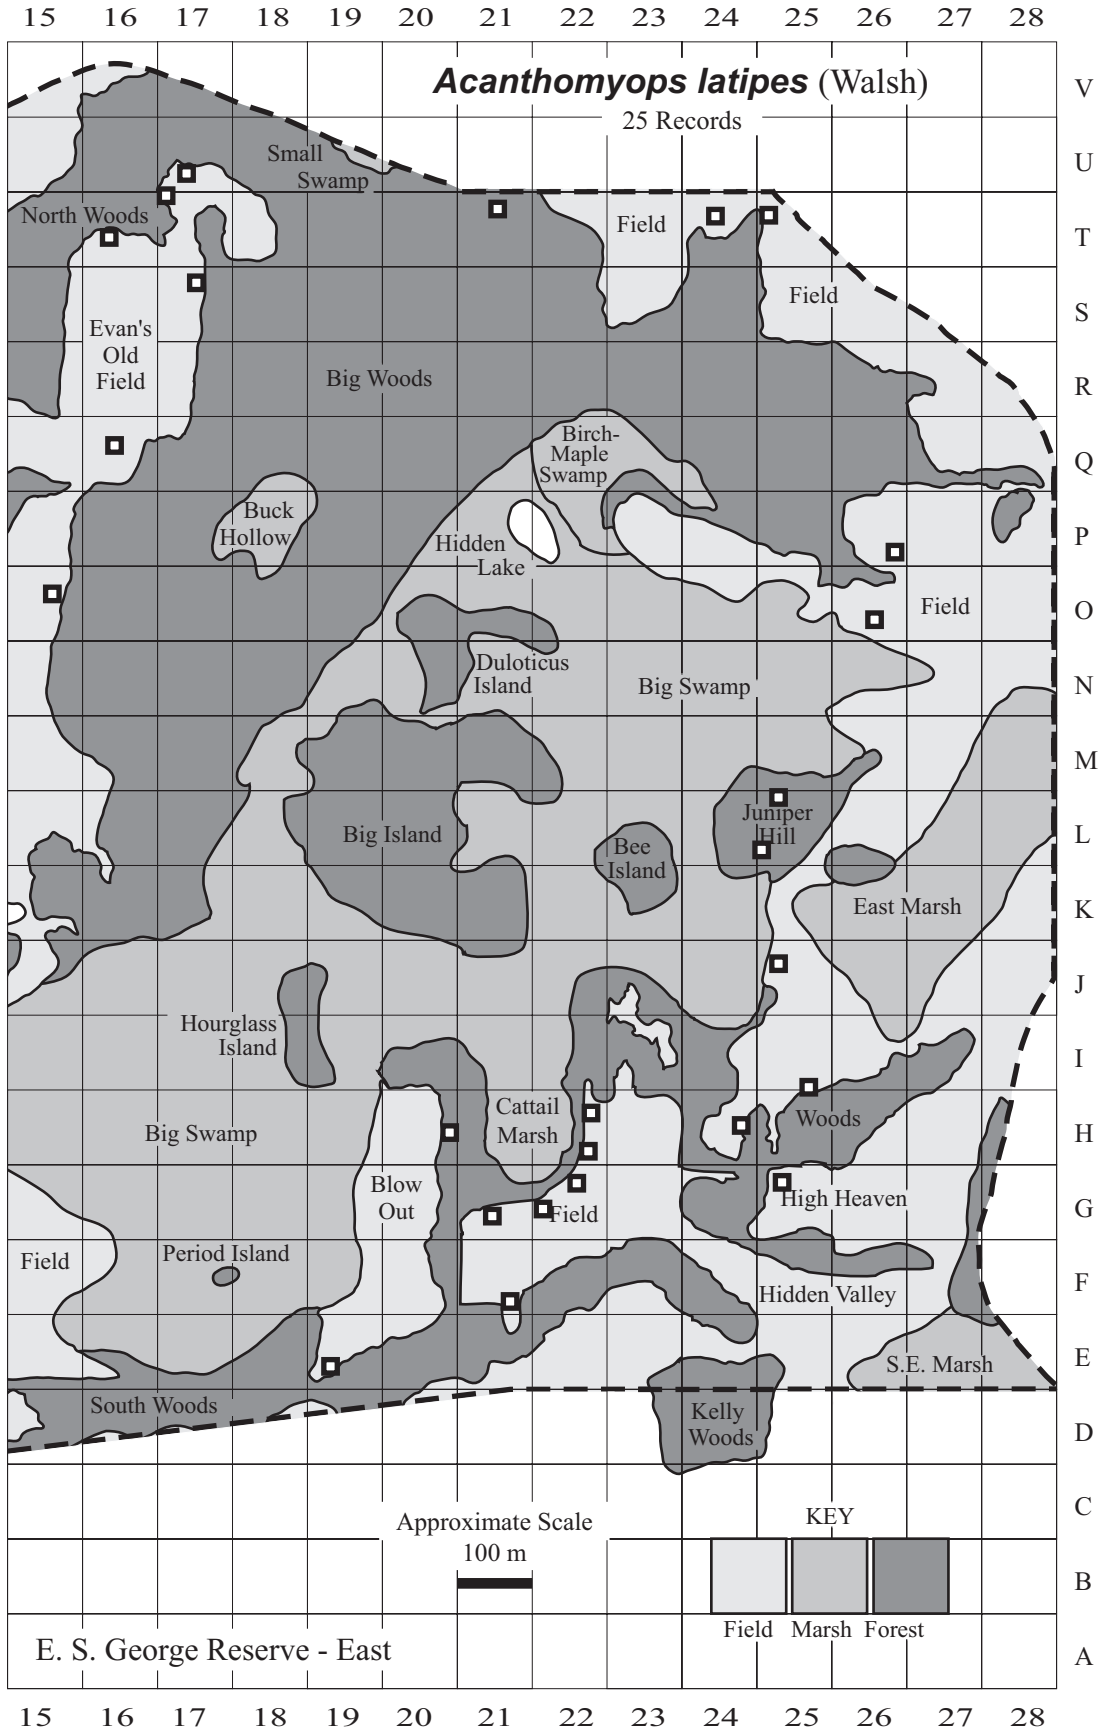 15 16 17 18 19 20 21 22 23 24 25 26 27 28
Acanthomyops latipes (Walsh)
V
25 Records
Small
Swamp
U
North Woods
Field
T
Field
S
Evan's
Old
Field
Big Woods
R
Birch-
Maple
Swamp
Q
Buck
Hollow
Hidden
Lake
P
Field
O
Duloticus
Island
Big Swamp
N
M
Juniper
Hill
Big Island
Bee
Island
L
East Marsh
K
J
Hourglass
Island
I
Cattail
Marsh
Woods
Big Swamp
H
Blow
Out
Field
High Heaven
G
Field
Period Island
Hidden Valley
F
S.E. Marsh
E
South Woods
Kelly
Woods
D
Approximate Scale
100 m
KEY
C
B
Field Marsh Forest
E. S. George Reserve - East
A
15 16 17 18 19 20 21 22 23 24 25 26 27 28